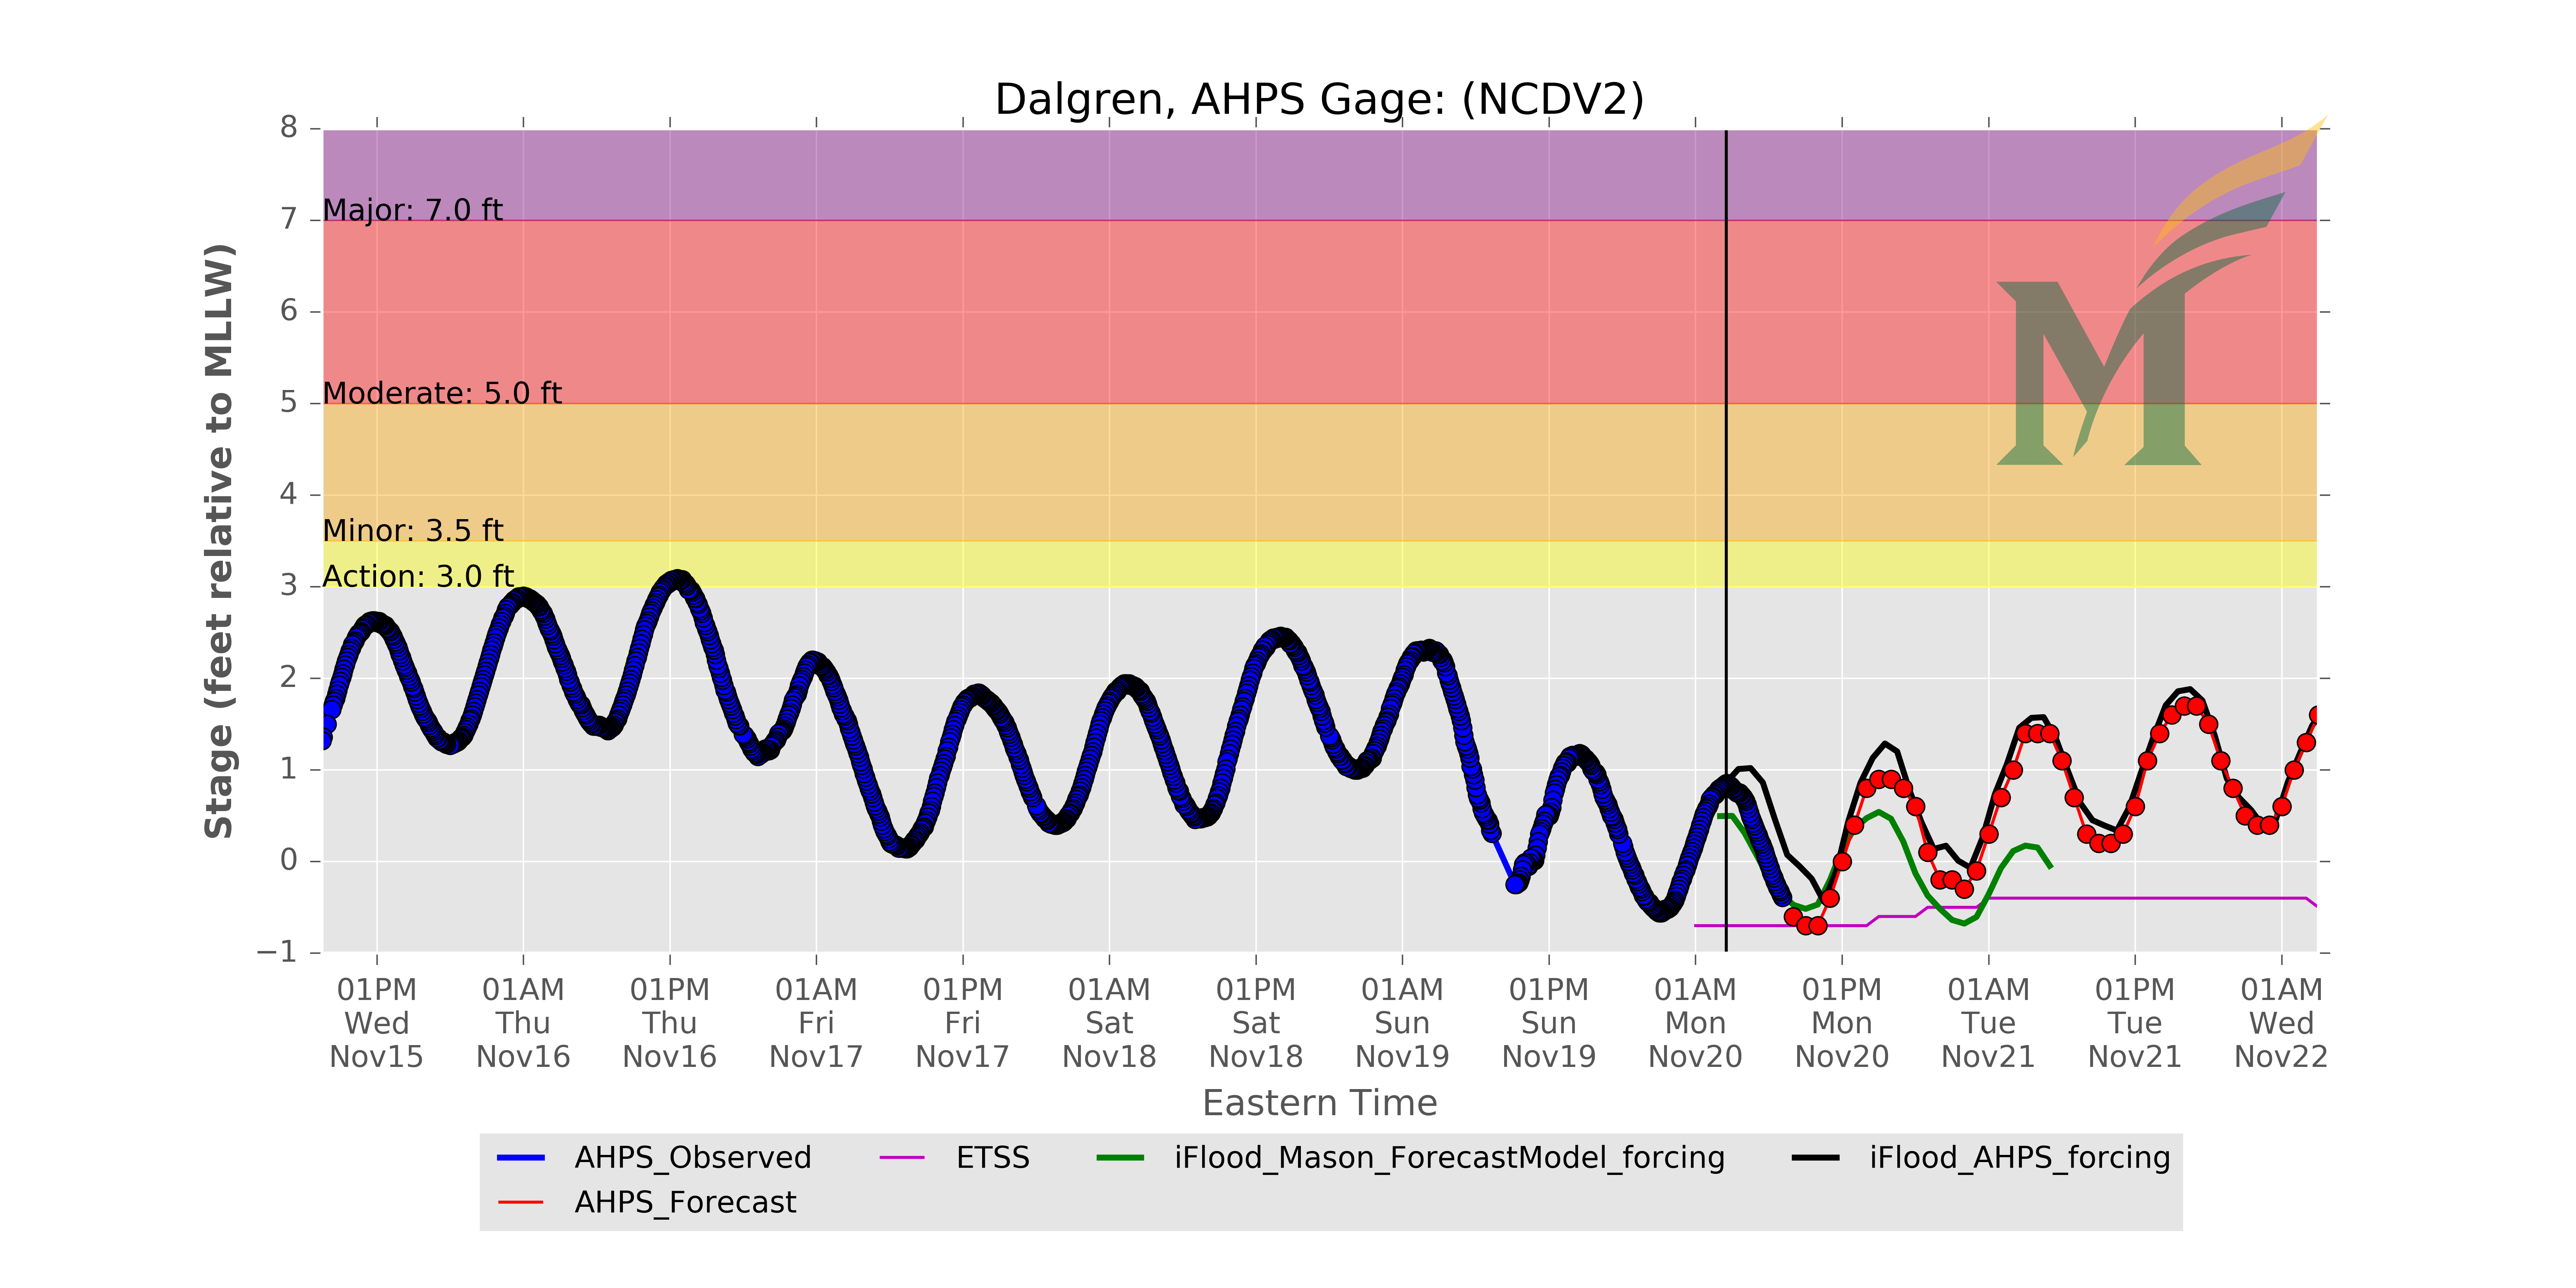 Dalgren, AHPS Gage: (NCDV2)
8
7
6
5
4
3
2
1
0
−1
Stage (feet relative to MLLW)
Major: 7.0 ft
Moderate: 5.0 ft
Minor: 3.5 ft
Action: 3.0 ft
M
01PM 01AM 01PM 01AM 01PM 01AM 01PM 01AM 01PM 01AM 01PM 01AM 01PM 01AM
Wed Thu Thu Fri Fri Sat Sat Sun Sun Mon Mon Tue Tue Wed
Nov15 Nov16 Nov16 Nov17 Nov17 Nov18 Nov18 Nov19 Nov19 Nov20 Nov20 Nov21 Nov21 Nov22
Eastern Time
AHPS_Observed ETSS iFlood_Mason_ForecastModel_forcing iFlood_AHPS_forcing
AHPS_Forecast